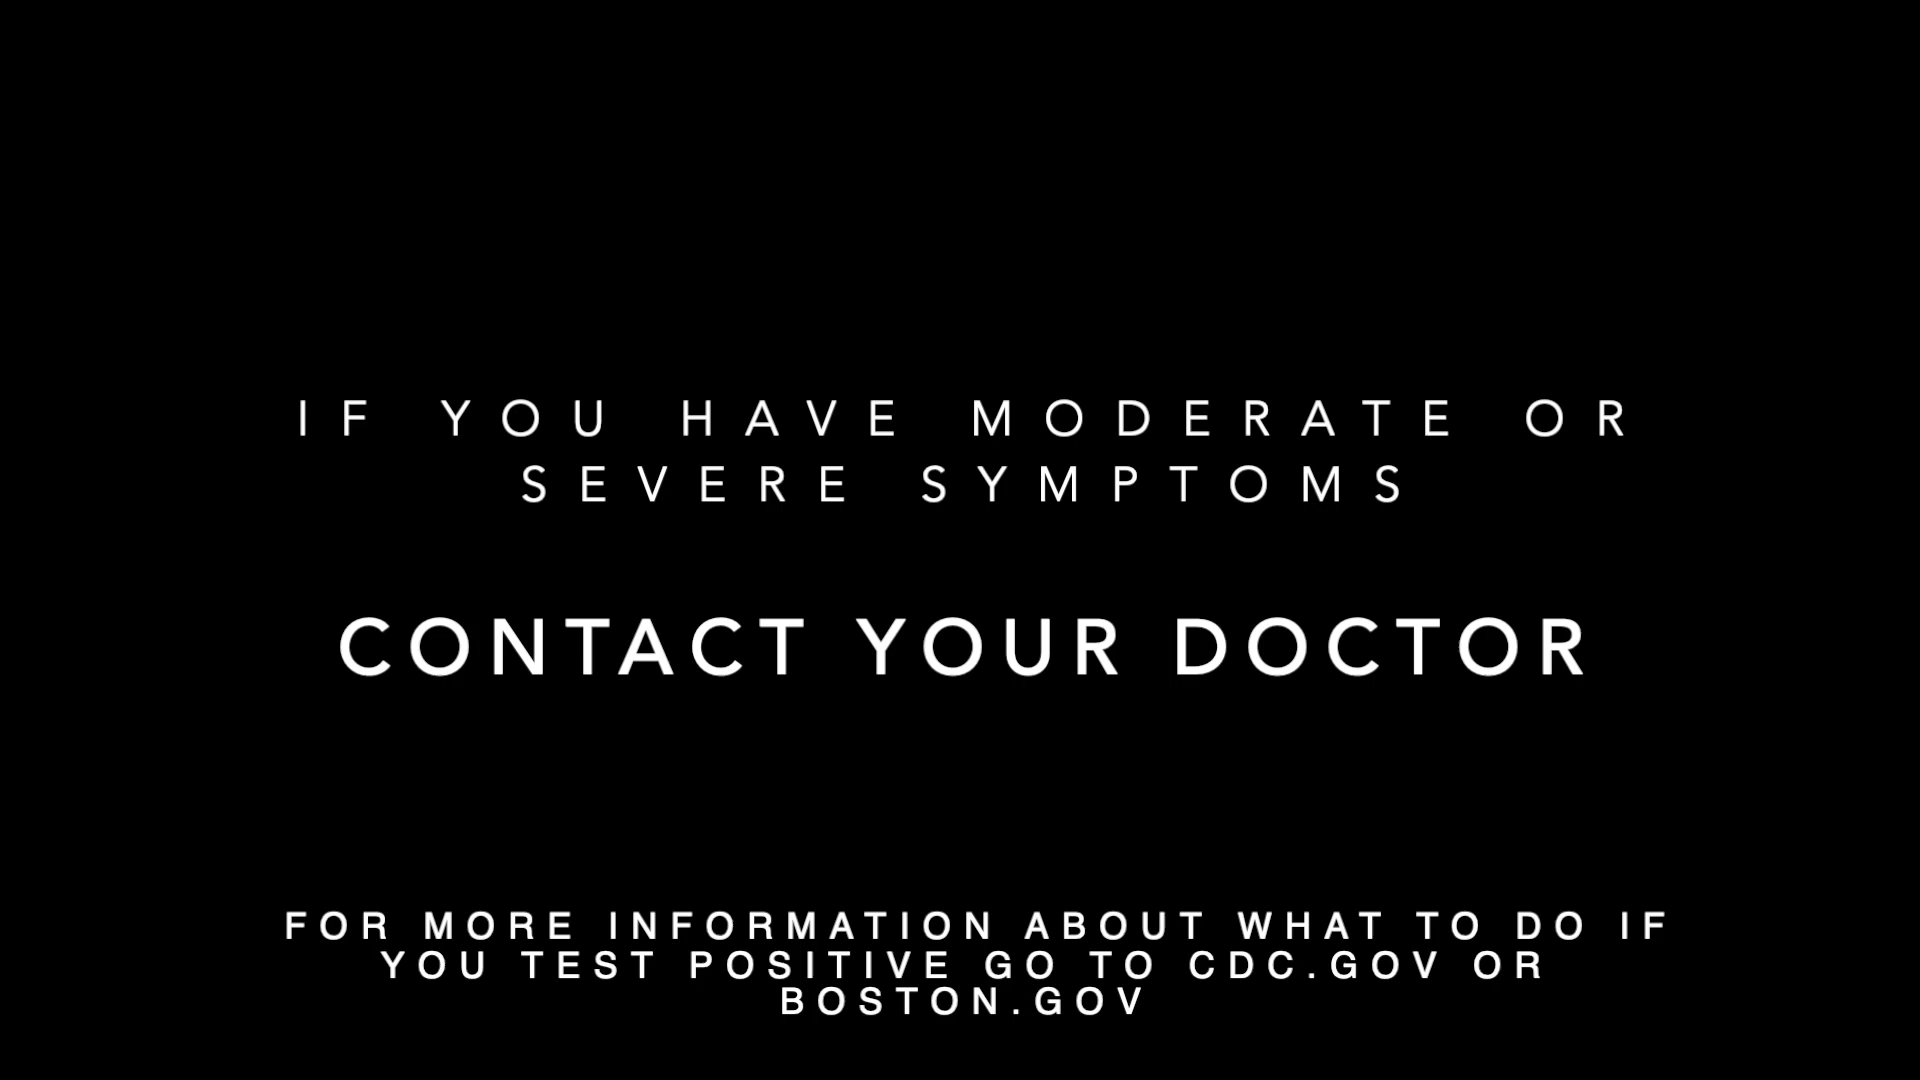 IF YOU HAVE MODERATE OR
SEVERE SYMPTOMS
CONTACT YOUR DOCTOR
FOR MORE INFORMATION ABOUT WHAT TO DO IF
YOU TEST POSITIVE GO TO CDC.GOV OR
BOSTON.GOV